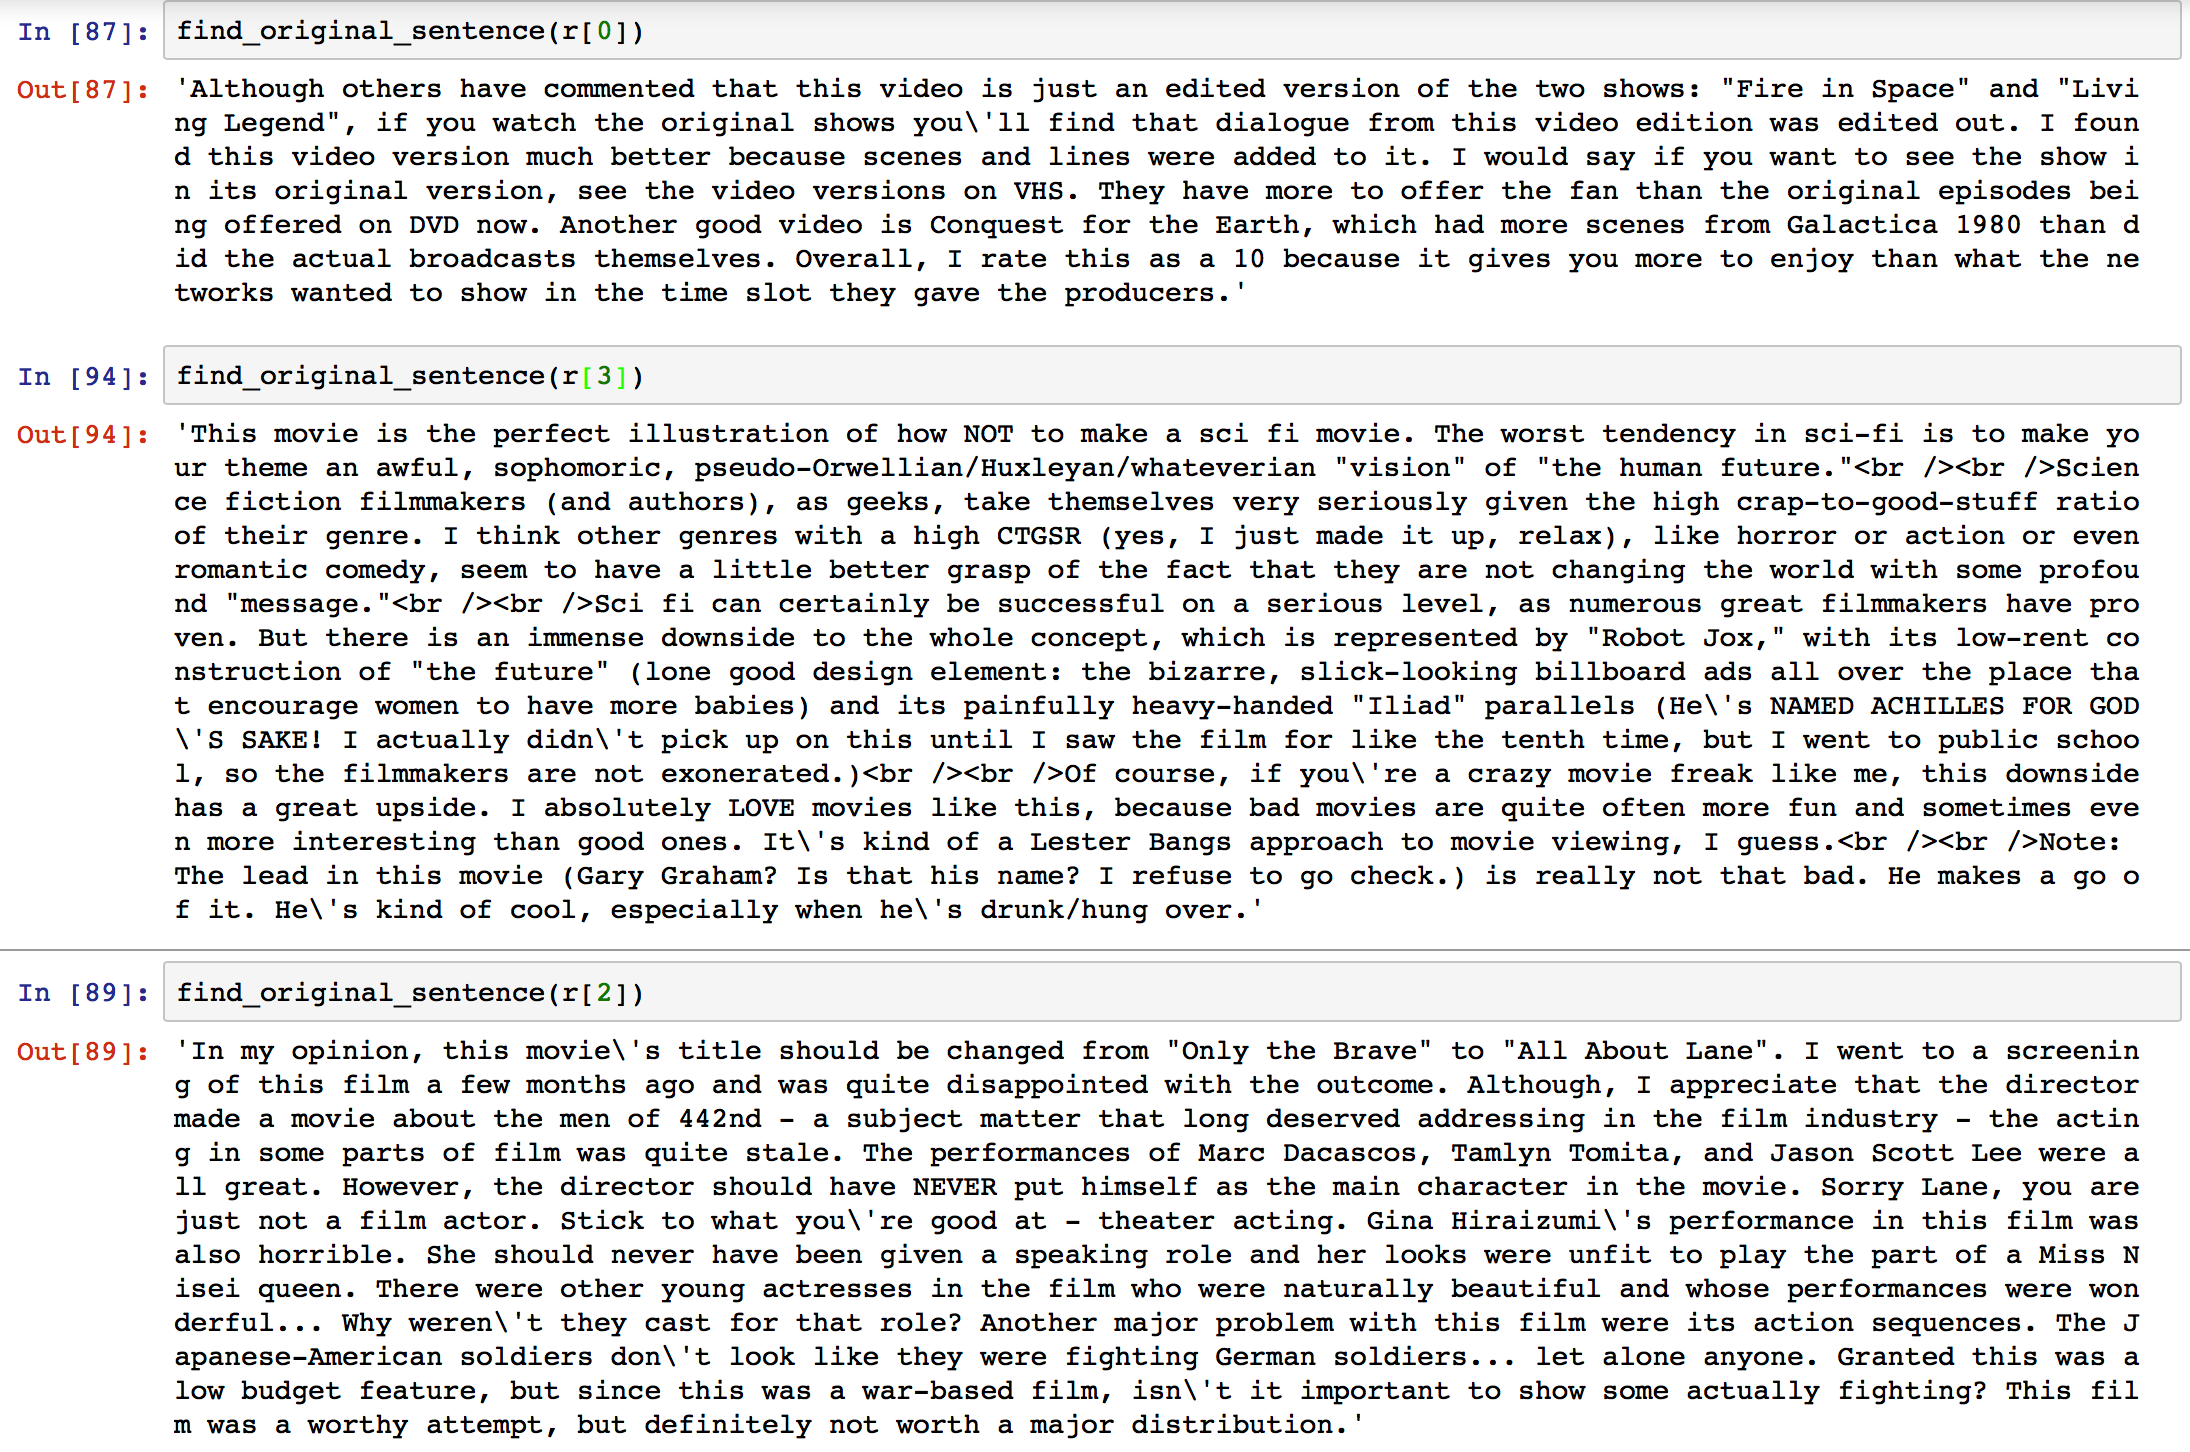 In [87]: find_original_sentence(r[0])
Out[87]: 'Although others have commented that this video is just an edited version of the two shows: "Fire in Space" and "Livi
ng Legend", if you watch the original shows you\'ll find that dialogue from this video edition was edited out. I foun
d this video version much better because scenes and lines were added to it. I would say if you want to see the show i
n its original version, see the video versions on VHS. They have more to offer the fan than the original episodes bei
ng offered on DVD now. Another good video is Conquest for the Earth, which had more scenes from Galactica 1980 than d
id the actual broadcasts themselves. Overall, I rate this as a 10 because it gives you more to enjoy than what the ne
tworks wanted to show in the time slot they gave the producers.'
In [94]: find_original_sentence(r[3])
Out[94]: 'This movie is the perfect illustration of how NOT to make a sci fi movie. The worst tendency in sci-fi is to make yo
ur theme an awful, sophomoric, pseudo-Orwellian/Huxleyan/whateverian "vision" of "the human future."<br /><br />Scien
ce fiction filmmakers (and authors), as geeks, take themselves very seriously given the high crap-to-good-stuff ratio
of their genre. I think other genres with a high CTGSR (yes, I just made it up, relax), like horror or action or even
romantic comedy, seem to have a little better grasp of the fact that they are not changing the world with some profou
nd "message."<br /><br />Sci fi can certainly be successful on a serious level, as numerous great filmmakers have pro
ven. But there is an immense downside to the whole concept, which is represented by "Robot Jox," with its low-rent co
nstruction of "the future" (lone good design element: the bizarre, slick-looking billboard ads all over the place tha
t encourage women to have more babies) and its painfully heavy-handed "Iliad" parallels (He\'s NAMED ACHILLES FOR GOD
\'S SAKE! I actually didn\'t pick up on this until I saw the film for like the tenth time, but I went to public schoo
l, so the filmmakers are not exonerated.)<br /><br />Of course, if you\'re a crazy movie freak like me, this downside
has a great upside. I absolutely LOVE movies like this, because bad movies are quite often more fun and sometimes eve
n more interesting than good ones. It\'s kind of a Lester Bangs approach to movie viewing, I guess.<br /><br />Note:
The lead in this movie (Gary Graham? Is that his name? I refuse to go check.) is really not that bad. He makes a go o
f it. He\'s kind of cool, especially when he\'s drunk/hung over.'
In [89]: find_original_sentence(r[2])
Out[89]: 'In my opinion, this movie\'s title should be changed from "Only the Brave" to "All About Lane". I went to a screenin
g of this film a few months ago and was quite disappointed with the outcome. Although, I appreciate that the director
made a movie about the men of 442nd - a subject matter that long deserved addressing in the film industry - the actin
g in some parts of film was quite stale. The performances of Marc Dacascos, Tamlyn Tomita, and Jason Scott Lee were a
ll great. However, the director should have NEVER put himself as the main character in the movie. Sorry Lane, you are
just not a film actor. Stick to what you\'re good at - theater acting. Gina Hiraizumi\'s performance in this film was
also horrible. She should never have been given a speaking role and her looks were unfit to play the part of a Miss N
isei queen. There were other young actresses in the film who were naturally beautiful and whose performances were won
derful... Why weren\'t they cast for that role? Another major problem with this film were its action sequences. The J
apanese-American soldiers don\'t look like they were fighting German soldiers... let alone anyone. Granted this was a
low budget feature, but since this was a war-based film, isn\'t it important to show some actually fighting? This fil
m was a worthy attempt, but definitely not worth a major distribution.'